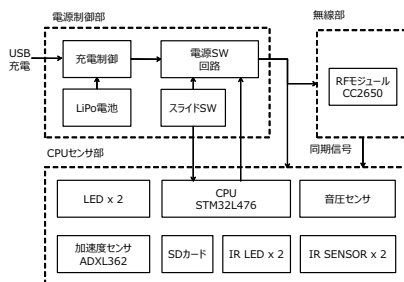 電源制御部
無線部
USB
充電
充電制御
電源SW
回路
RFモジュール
CC2650
LiPo電池
スライドSW
同期信号
CPUセンサ部
LED x 2
CPU
STM32L476
音圧センサ
加速度センサ
ADXL362
SDカード
IR LED x 2
IR SENSOR x 2